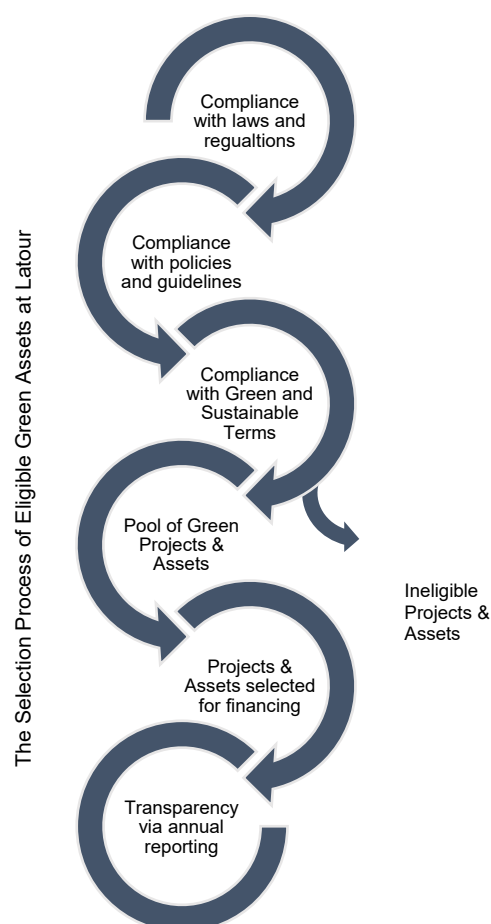 The Selection Process of Eligible Green Assets at Latour
Compliance
with laws and
regualtions
Compliance
with policies
and guidelines
Compliance
with Green and
Sustainable
Terms
Pool of Green
Projects &
Assets
Ineligible
Projects &
Assets
Projects &
Assets selected
for financing
Transparency
via annual
reporting